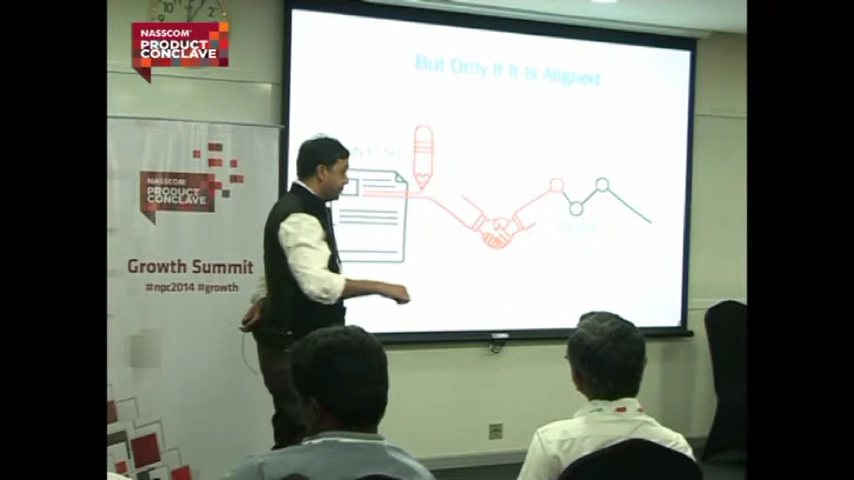 NASSCOM®
PRODUCT
CONCLAVE
But Only If It Is Aligned
NASSCOM®
PRODUCT
CONCLAVE
Growth Summit
#npc2014 #growth